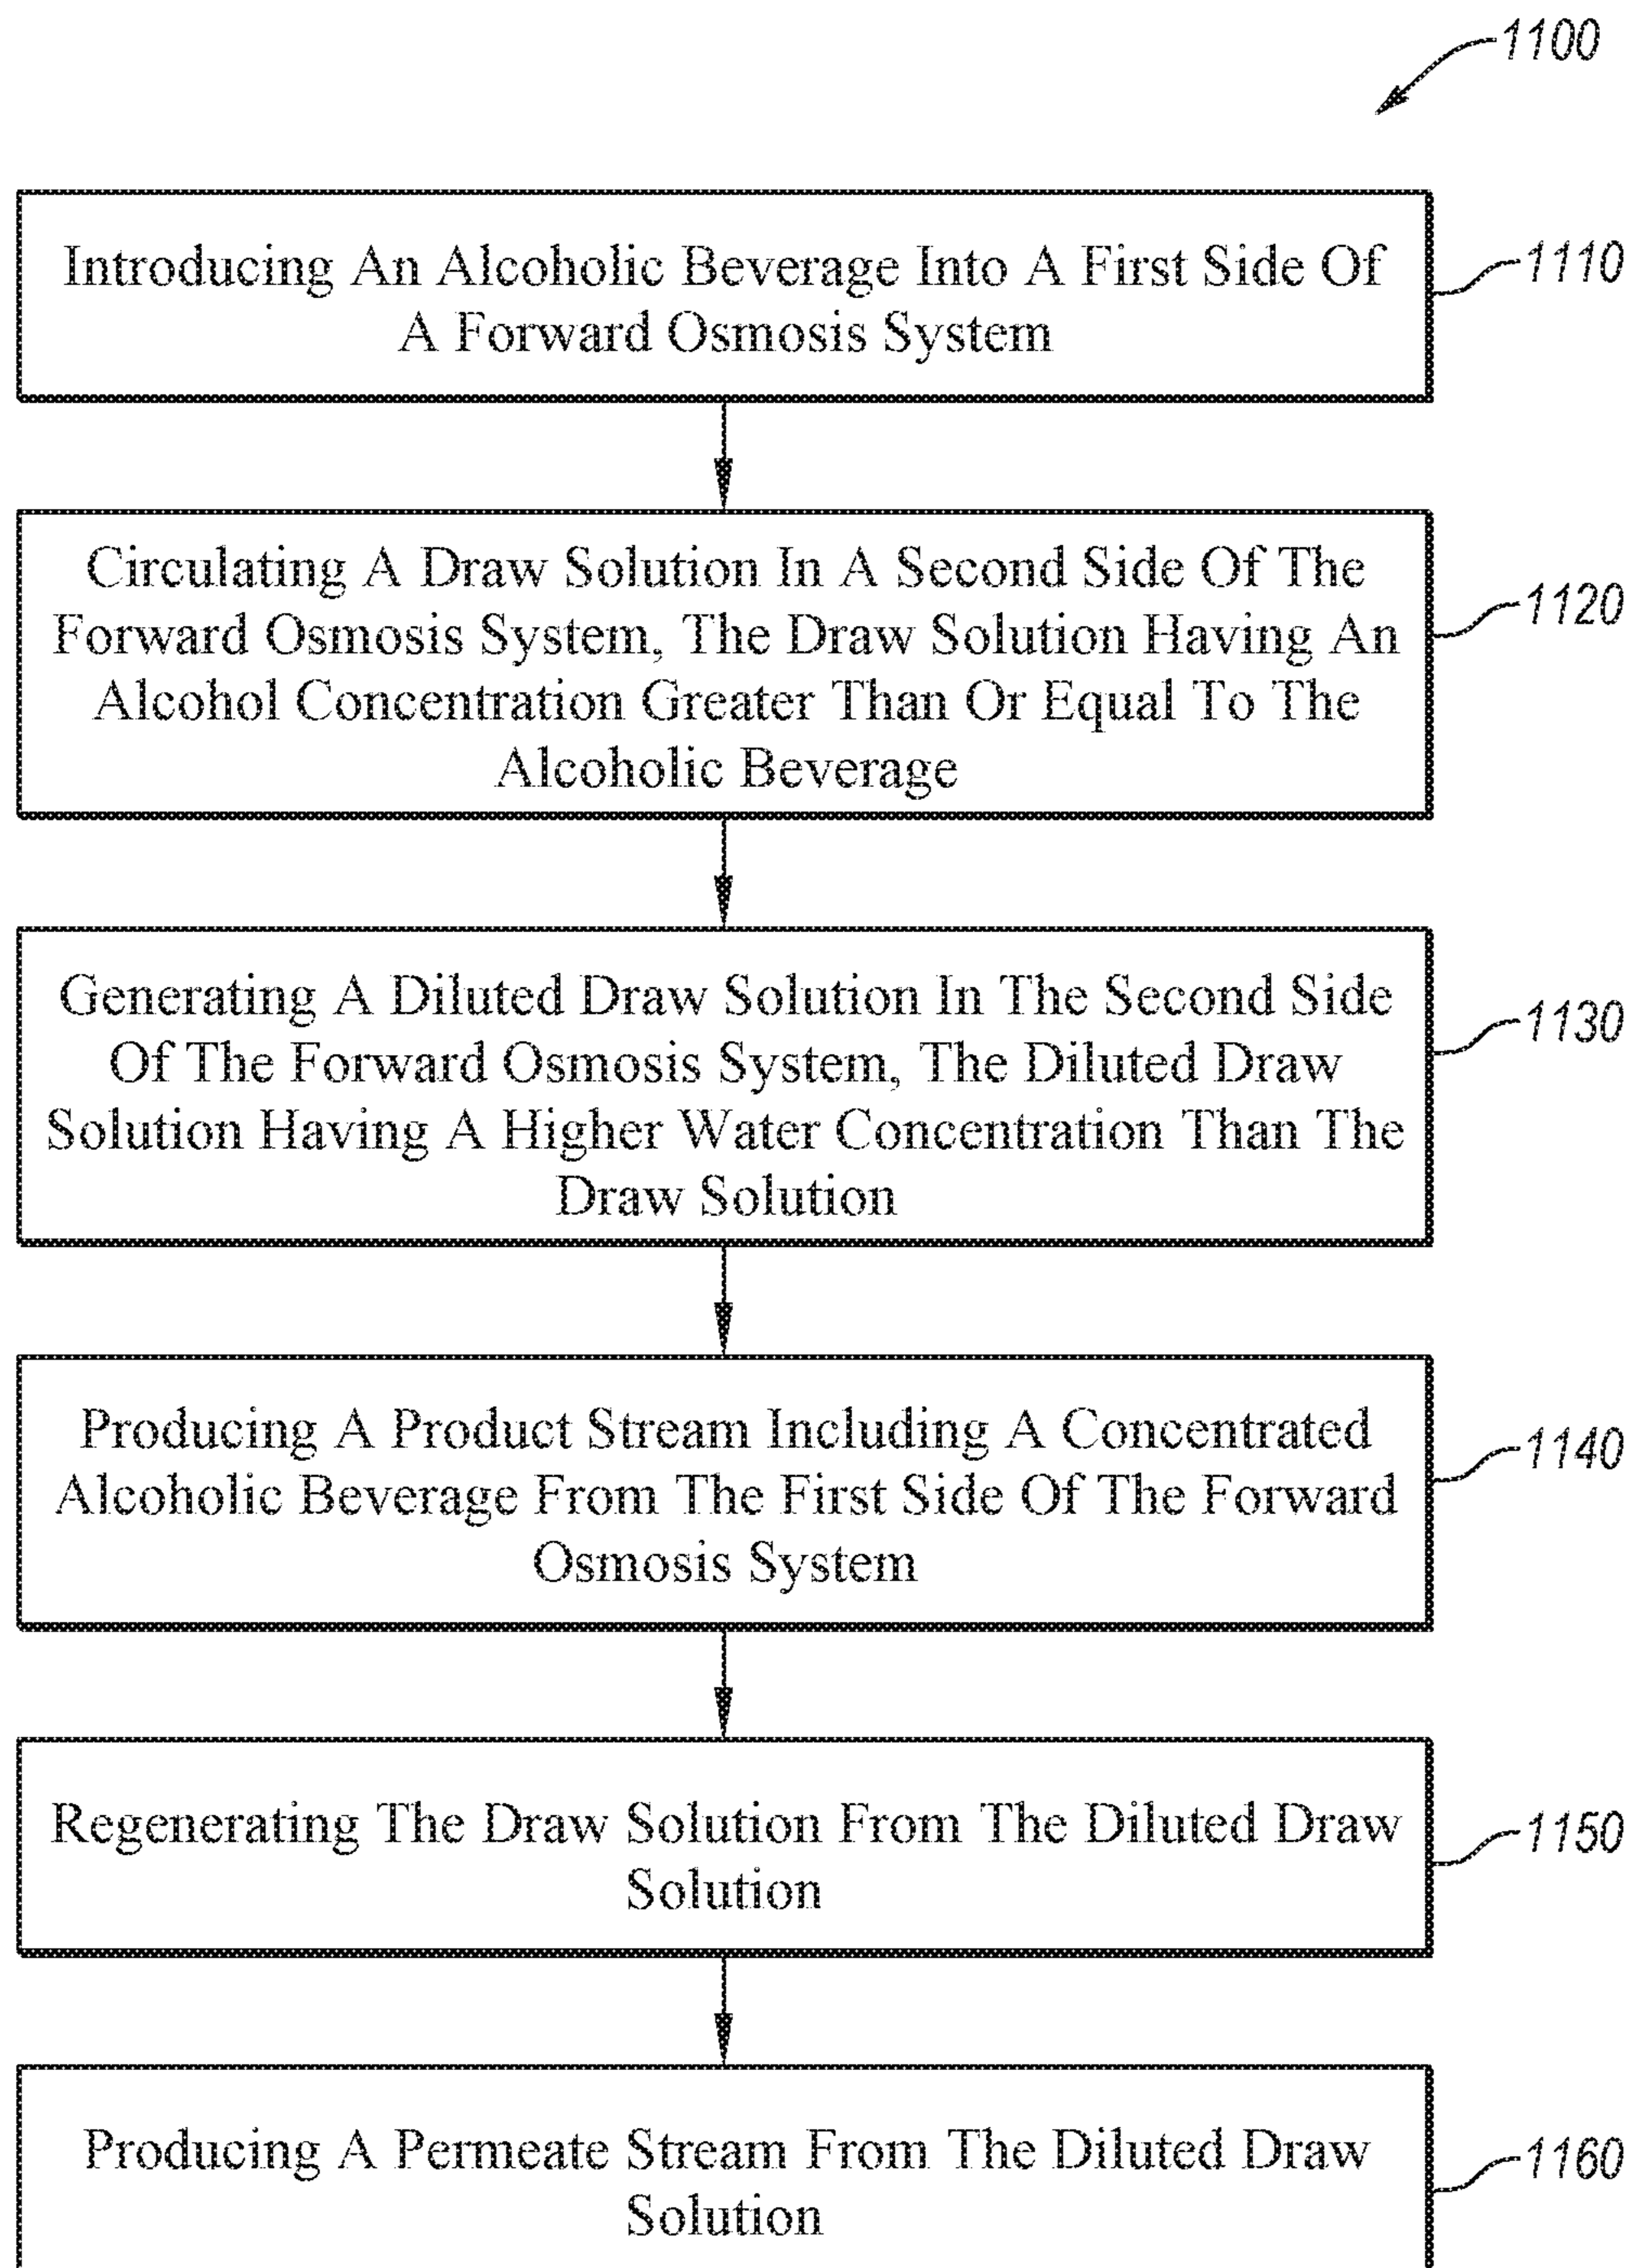 1100
Introducing An Alcoholic Beverage Into A First Side Of
A Forward Osmosis System
1110
Circulating A Draw Solution In A Second Side Of The
Forward Osmosis System, The Draw Solution Having An
Alcohol Concentration Greater Than Or Equal To The
Alcoholic Beverage
1120
Generating A Diluted Draw Solution In The Second Side
Of The Forward Osmosis System, The Diluted Draw
Solution Having A Higher Water Concentration Than The
Draw Solution
1130
Producing A Product Stream Including A Concentrated
Alcoholic Beverage From The First Side Of The Forward
Osmosis System
1140
Regenerating The Draw Solution From The Diluted Draw
Solution
1150
Producing A Permeate Stream From The Diluted Draw
Solution
1160